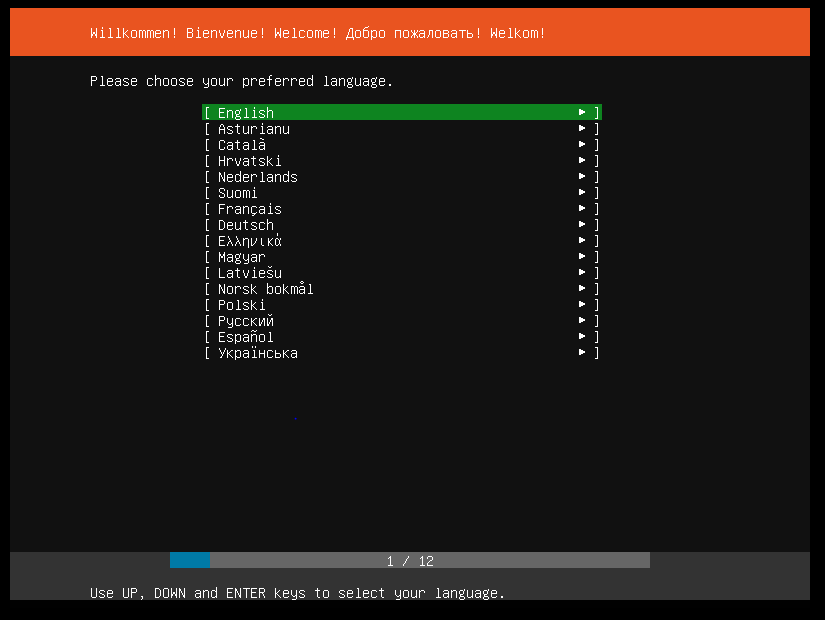 Willkommen! Bienvenue! Welcome! Добро пожаловать! Welkom!
Please choose your preferred language.
[ English ► ]
[ Asturianu ► ]
[ Català ► ]
[ Hrvatski ► ]
[ Nederlands ► ]
[ Suomi ► ]
[ Français ► ]
[ Deutsch ► ]
[ Ελληνικά ► ]
[ Magyar ► ]
[ Latviešu ► ]
[ Norsk bokmål ► ]
[ Polski ► ]
[ Русский ► ]
[ Español ► ]
[ Українська ► ]
1 / 12
Use UP, DOWN and ENTER keys to select your language.